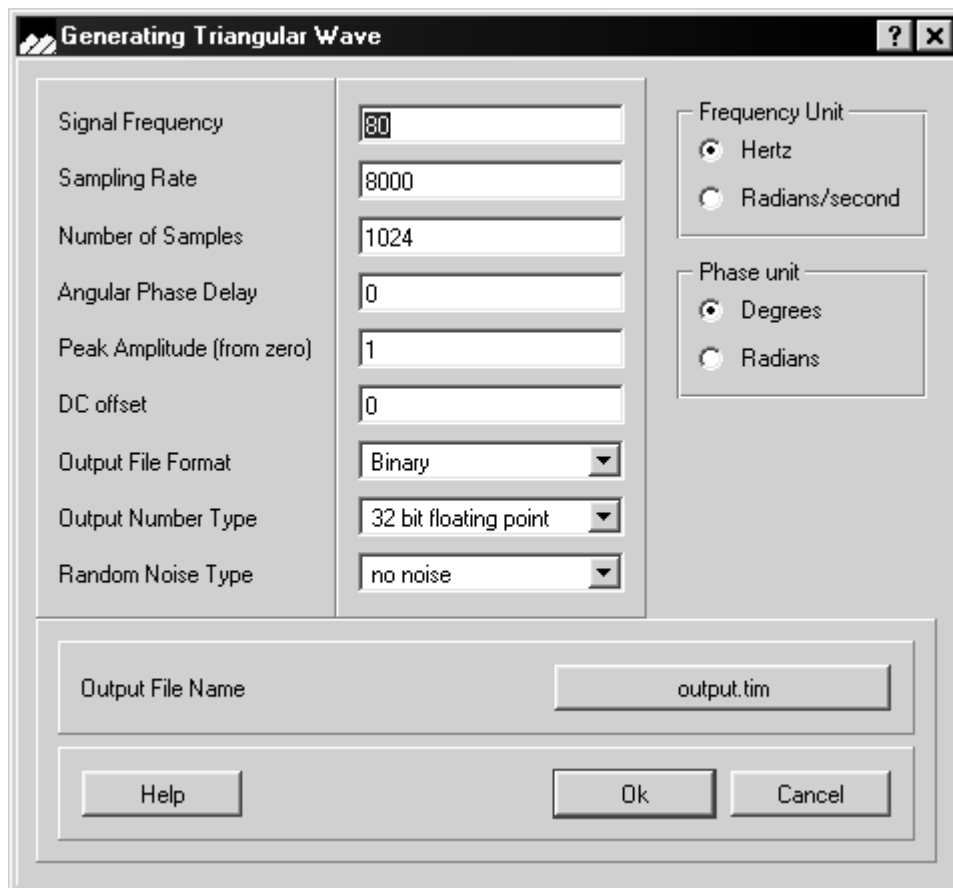 Generating Triangular Wave
Signal Frequency 80
Sampling Rate 8000
Number of Samples 1024
Angular Phase Delay 0
Peak Amplitude (from zero) 1
DC offset 0
Output File Format Binary
Output Number Type 32 bit floating point
Random Noise Type no noise
Frequency Unit
Hertz
Radians/second
Phase unit
Degrees
Radians
Output File Name output.tim
Help Ok Cancel